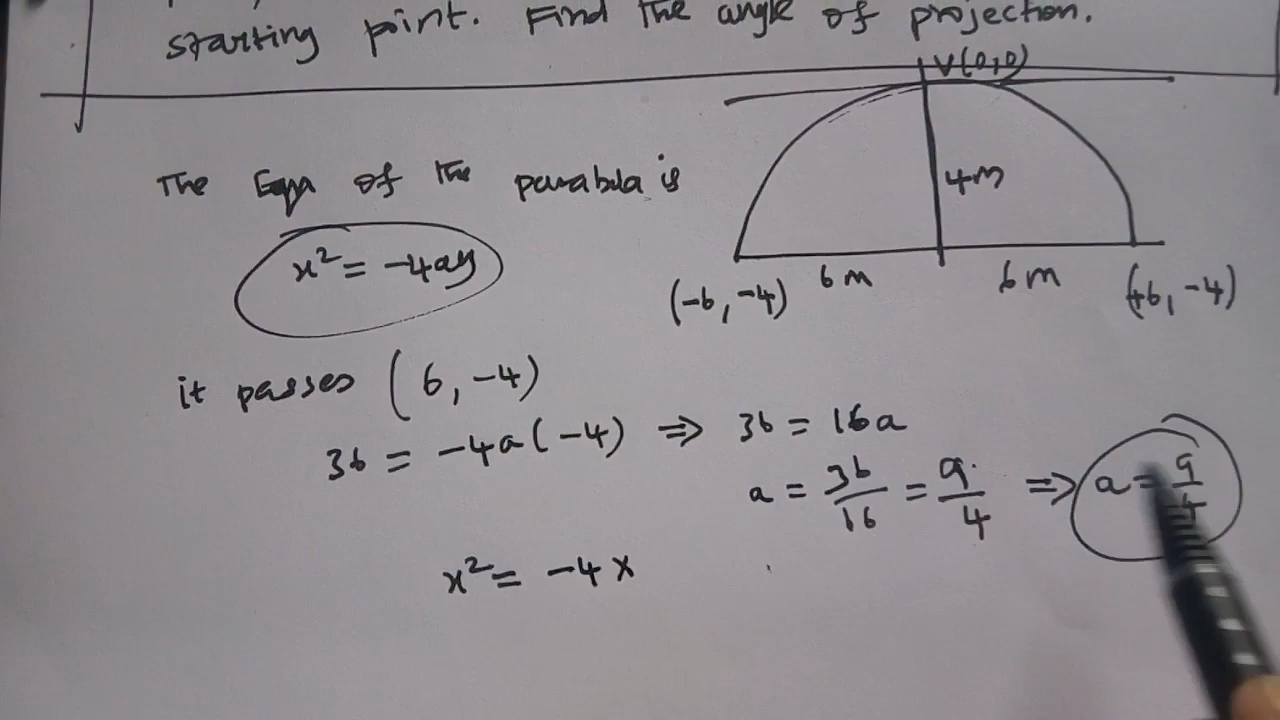 starting point. Find the angle of projection.
V(0,0)
The Eqn of the parabola is
4m
x² = -4ay
6m
6m
(-6, -4)
(+6, -4)
it passes (6, -4)
36 = -4a(-4) ⇒ 36 = 16a
a = 36/16 = 9/4 ⇒ a = 9/4
x² = -4 x